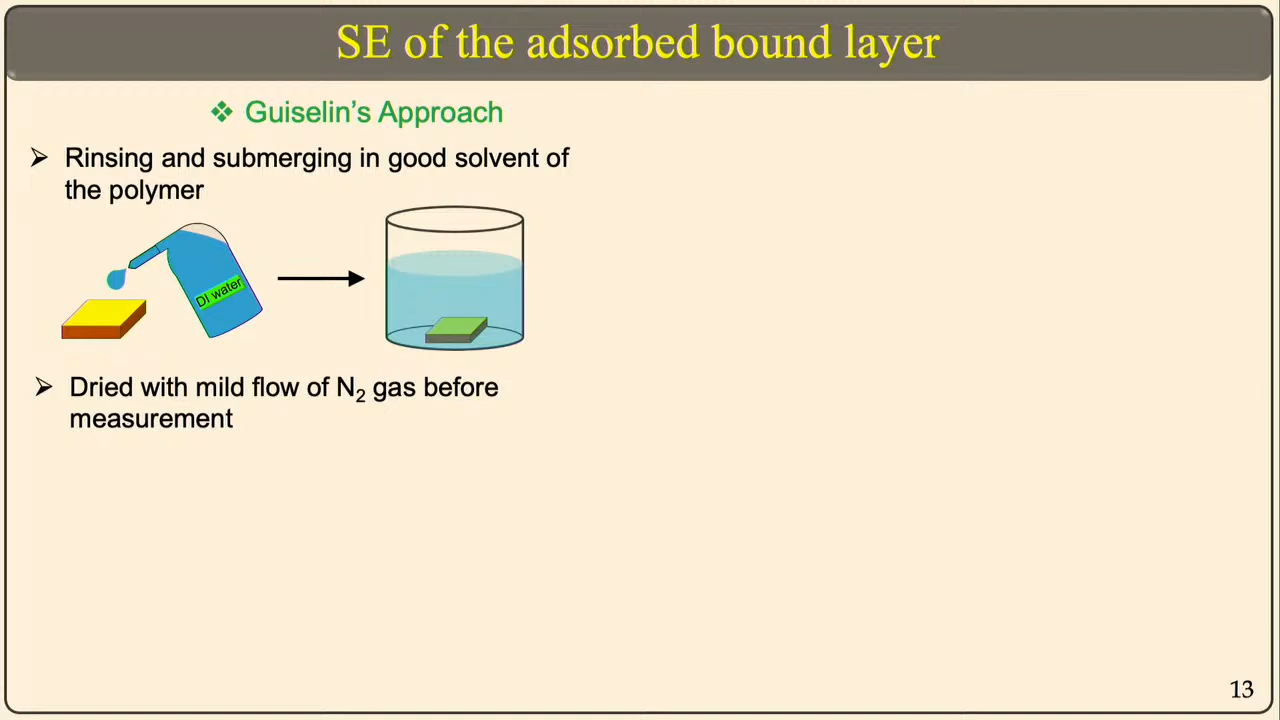 SE of the adsorbed bound layer
❖ Guiselin's Approach
➢ Rinsing and submerging in good solvent of
the polymer
DI water
➢ Dried with mild flow of N₂ gas before
measurement
13